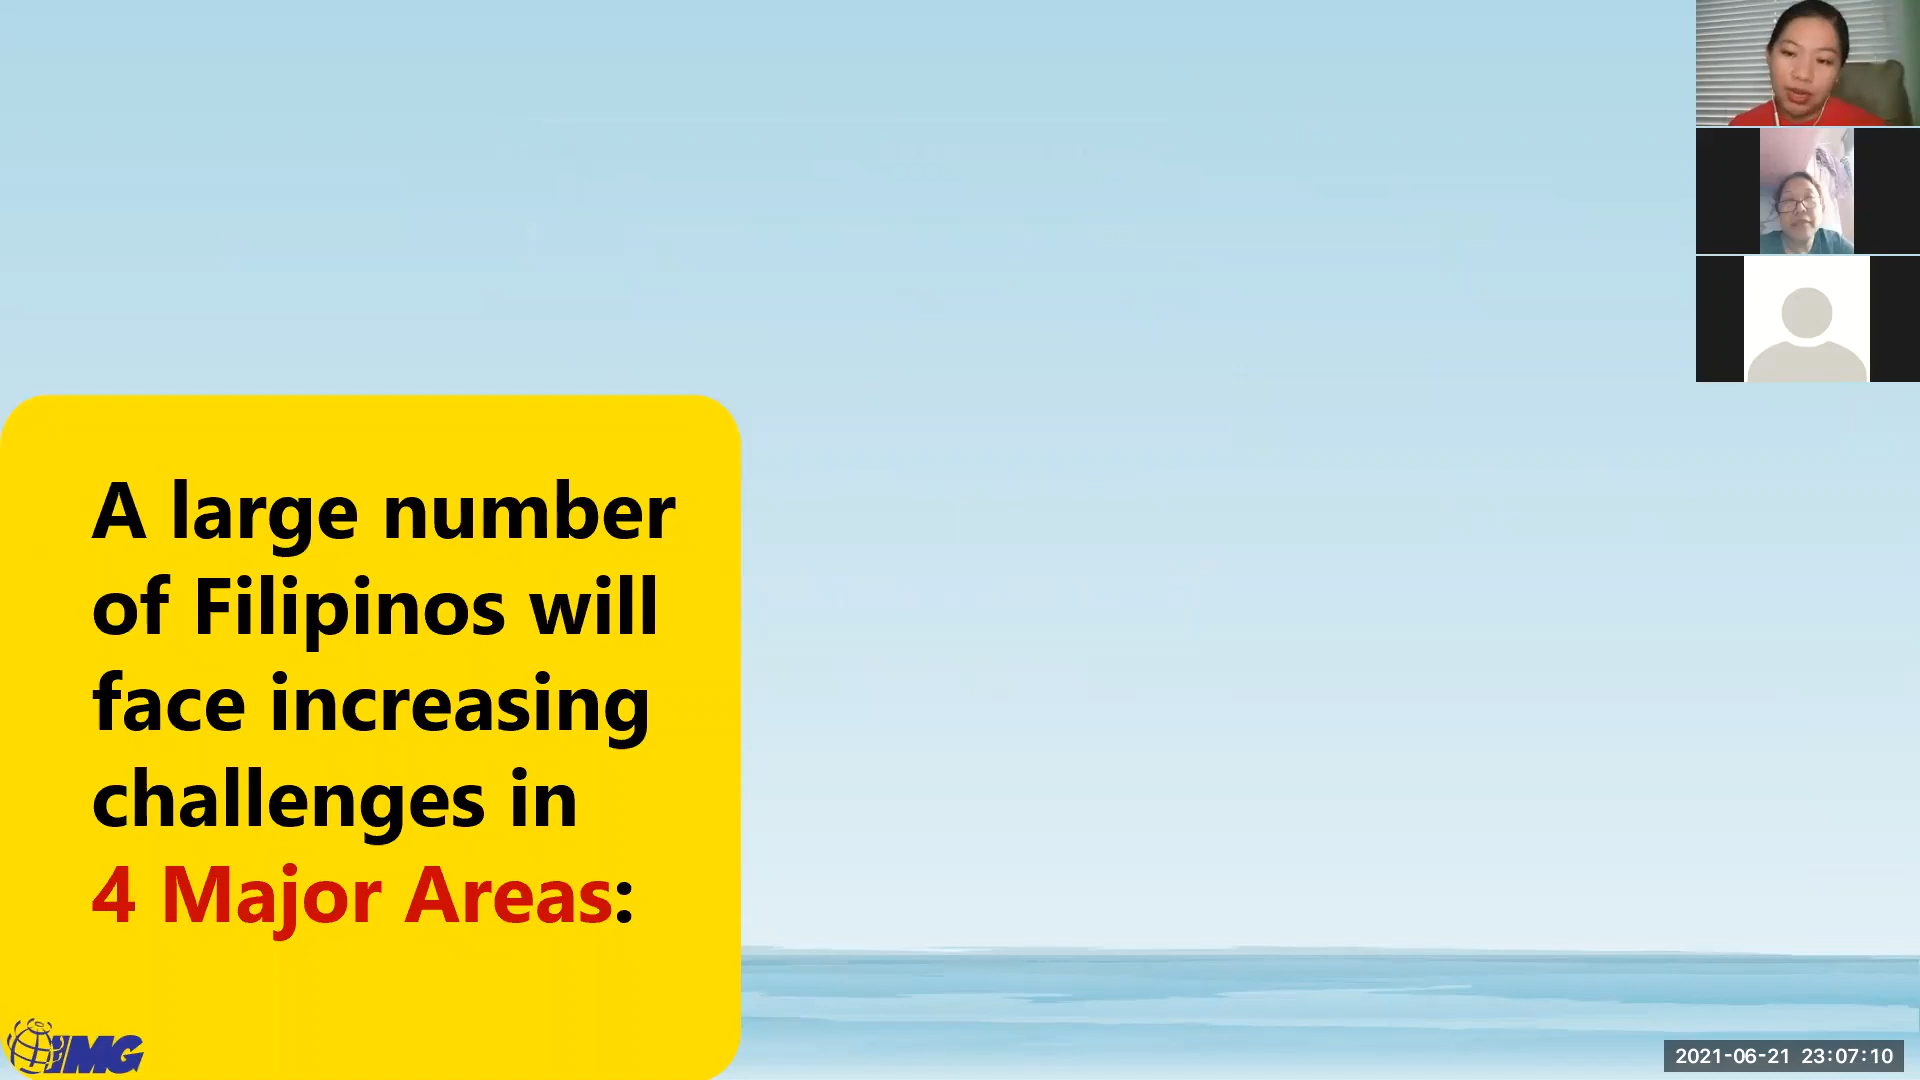 A large number
of Filipinos will
face increasing
challenges in
4 Major Areas:
IMG
2021-06-21 23:07:10